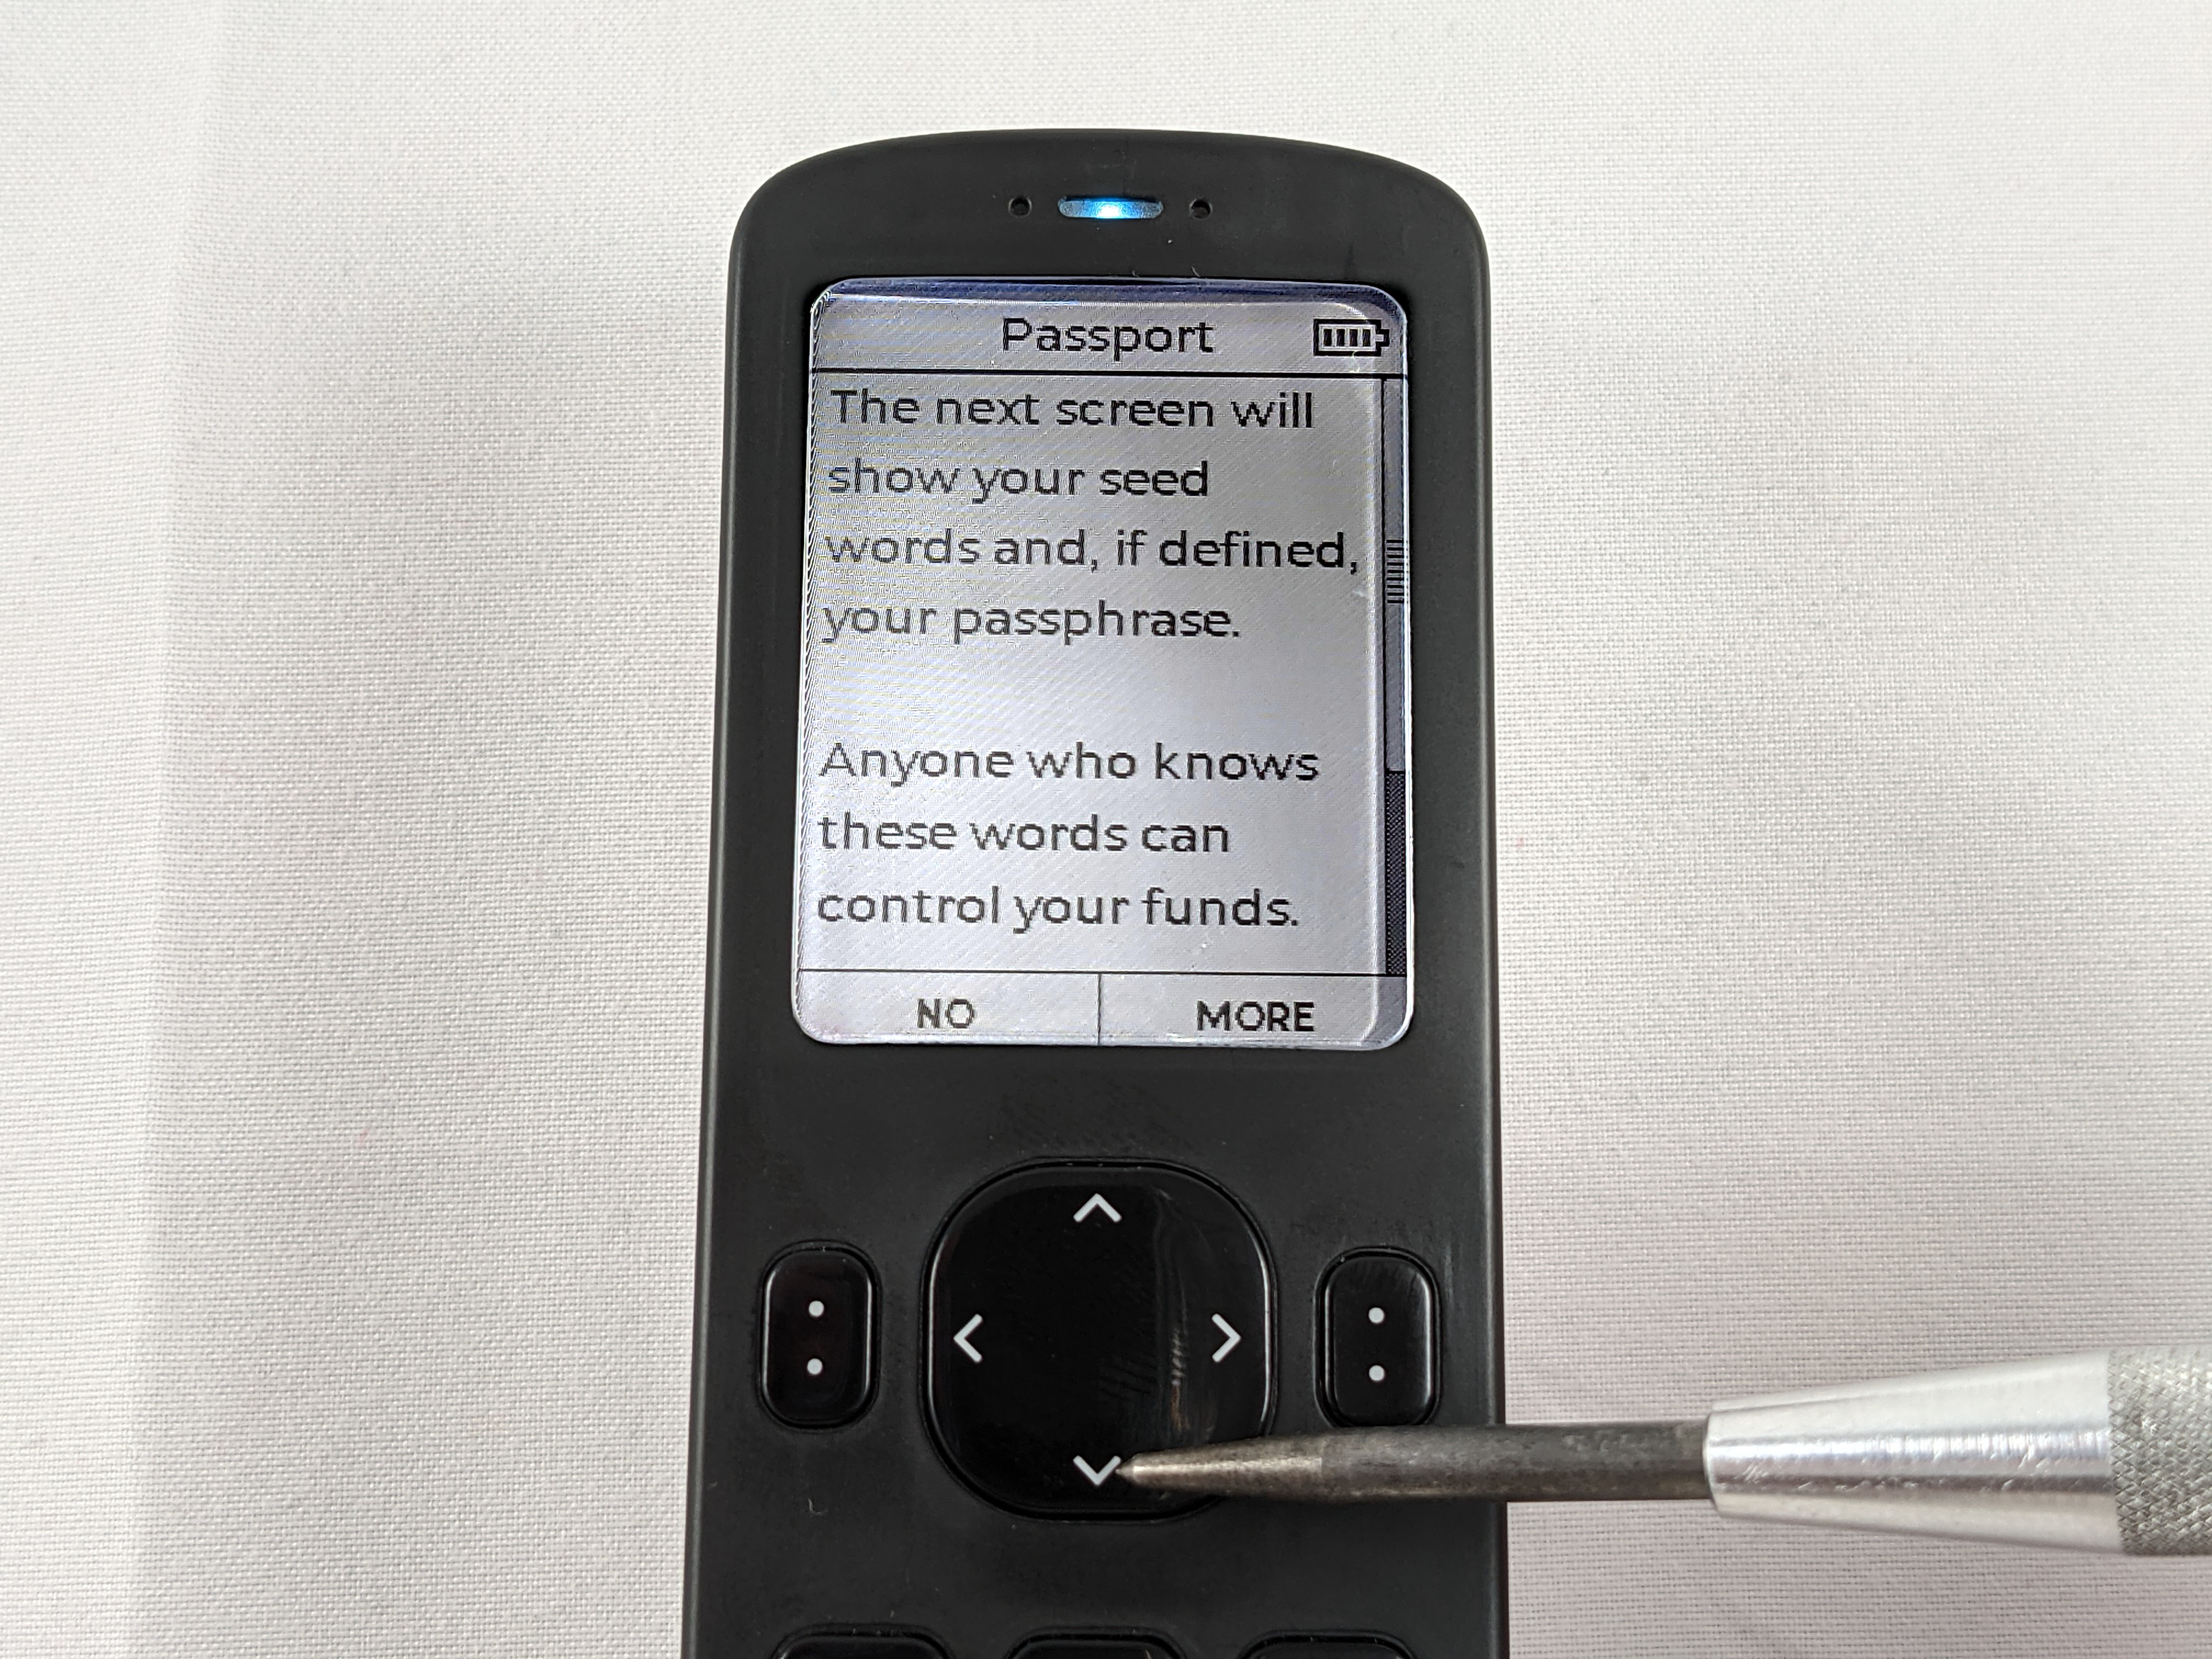 Passport
The next screen will
show your seed
words and, if defined,
your passphrase.
Anyone who knows
these words can
control your funds.
NO
MORE